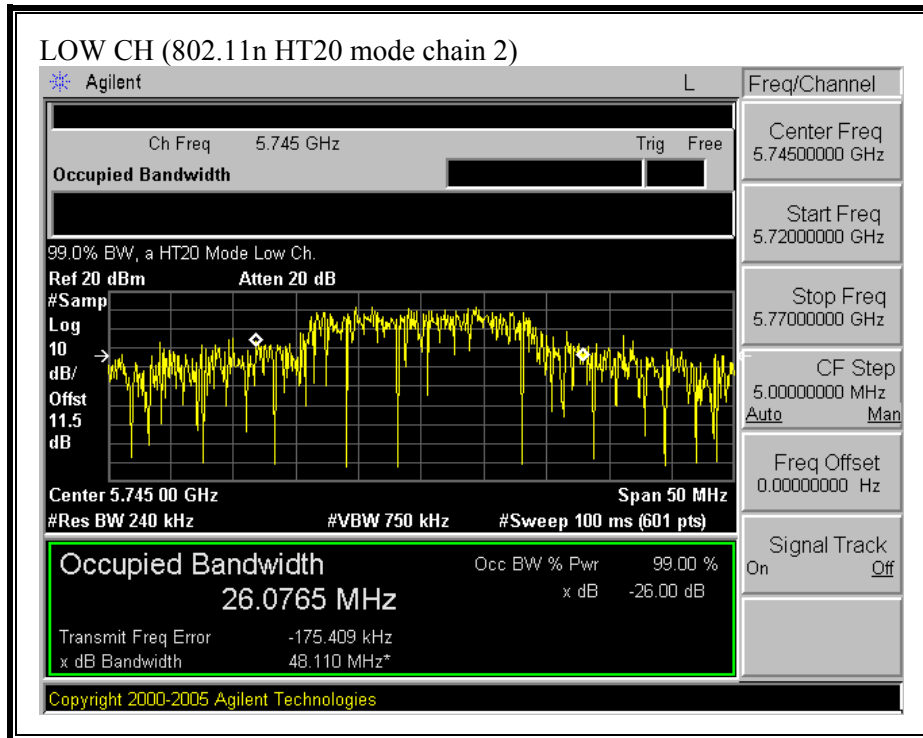 LOW CH (802.11n HT20 mode chain 2)
Agilent L
Freq/Channel
Ch Freq 5.745 GHz Trig Free
Occupied Bandwidth
99.0% BW, a HT20 Mode Low Ch.
Ref 20 dBm Atten 20 dB
#Samp
Log
10
dB/
Offst
11.5
dB
Center 5.745 00 GHz Span 50 MHz
#Res BW 240 kHz #VBW 750 kHz #Sweep 100 ms (601 pts)
Occupied Bandwidth
26.0765 MHz
Occ BW % Pwr 99.00 %
x dB -26.00 dB
Transmit Freq Error -175.409 kHz
x dB Bandwidth 48.110 MHz*
Copyright 2000-2005 Agilent Technologies
Center Freq
5.74500000 GHz
Start Freq
5.72000000 GHz
Stop Freq
5.77000000 GHz
CF Step
5.00000000 MHz
Auto Man
Freq Offset
0.00000000 Hz
Signal Track
On Off